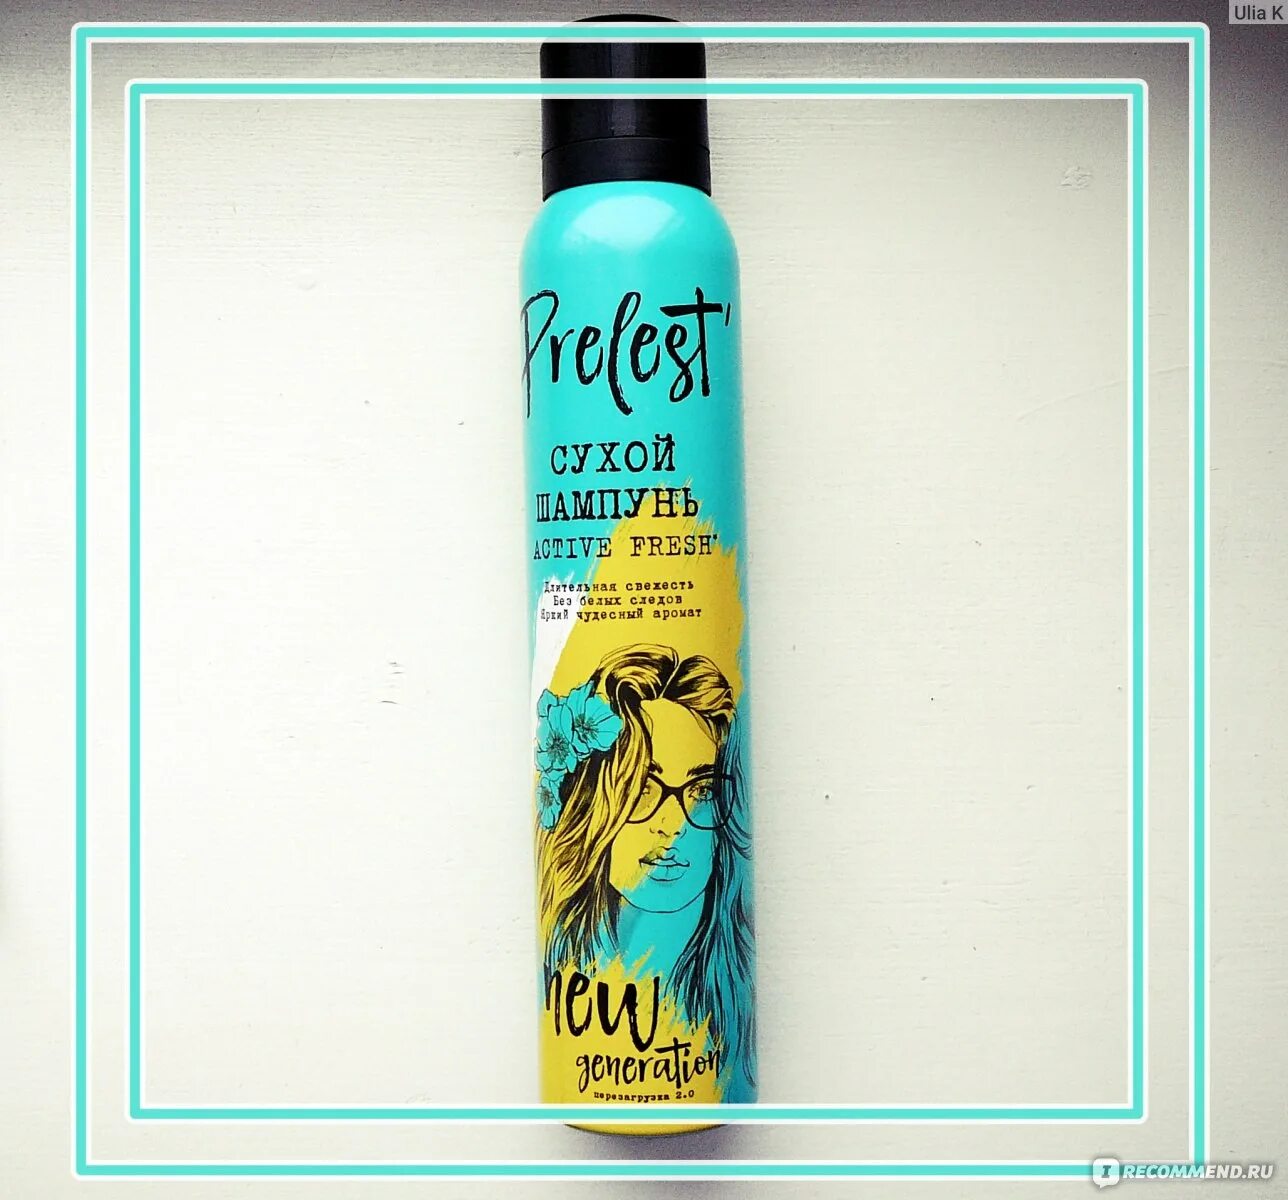 Ulia K
Prelest'
СУХОЙ
ШАМПУНЬ
ACTIVE FRESH*
Длительная свежесть
Без белых следов
Яркий чудесный аромат
new
generation
перезагрузка 2.0
I RECOMMEND.RU